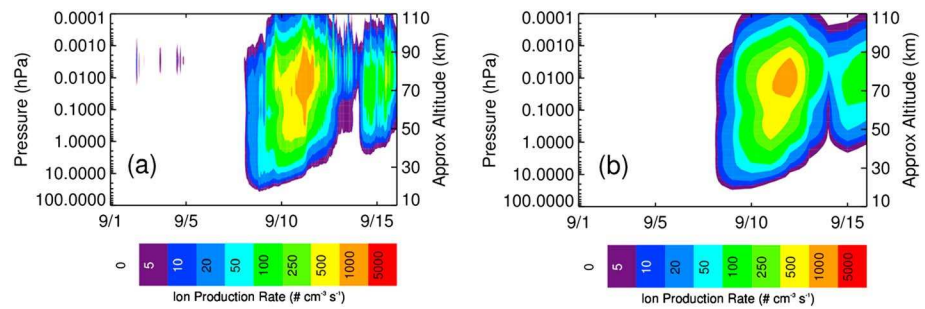 0.0001
0.0010
0.0100
0.1000
1.0000
10.0000
100.0000
Pressure (hPa)
(a)
110
90
70
50
30
10
Approx Altitude (km)
9/1 9/5 9/10 9/15
0 5 10 20 50 100 250 500 1000 5000
Ion Production Rate (# cm⁻³ s⁻¹)
0.0001
0.0010
0.0100
0.1000
1.0000
10.0000
100.0000
Pressure (hPa)
(b)
110
90
70
50
30
10
Approx Altitude (km)
9/1 9/5 9/10 9/15
0 5 10 20 50 100 250 500 1000 5000
Ion Production Rate (# cm⁻³ s⁻¹)